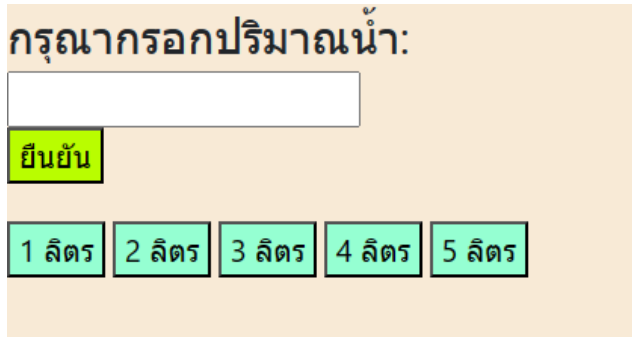 กรุณากรอกปริมาณน้ำ:
ยืนยัน
1 ลิตร 2 ลิตร 3 ลิตร 4 ลิตร 5 ลิตร